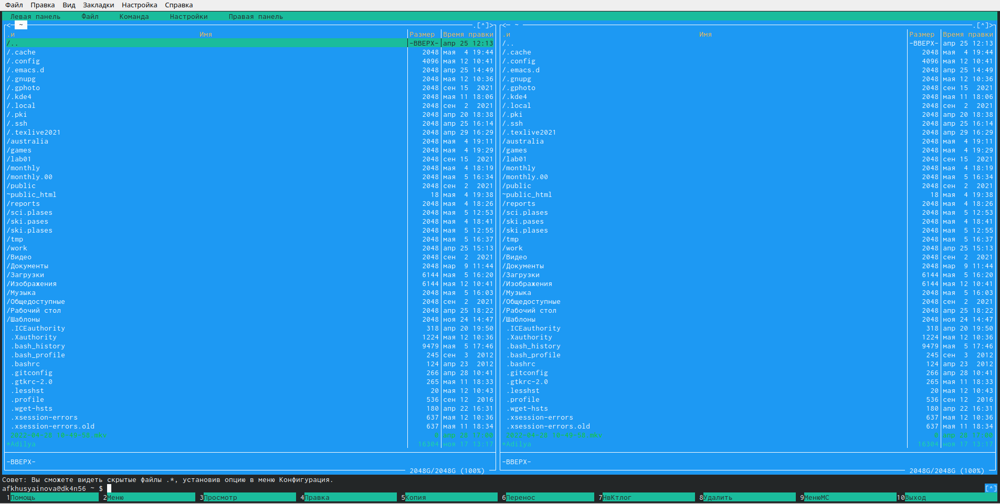 Файл Правка Вид Закладки Настройка Справка
Левая панель Файл Команда Настройки Правая панель
<─ ~ .[^]> <─ ~ .[^]>
.и Имя Размер Время правки .и Имя Размер Время правки
/.. -ВВЕРХ- апр 25 12:13 /.. -ВВЕРХ- апр 25 12:13
/.cache 2048 мая 4 19:44 /.cache 2048 мая 4 19:44
/.config 4096 мая 12 10:41 /.config 2048 мая 12 10:41
/.emacs.d 2048 апр 25 14:49 /.emacs.d 2048 апр 25 14:49
/.gnupg 2048 мая 12 10:36 /.gnupg 2048 мая 12 10:36
/.gphoto 2048 сен 15 2021 /.gphoto 2048 сен 15 2021
/.kde4 2048 мая 11 18:06 /.kde4 2048 мая 11 18:06
/.local 2048 сен 2 2021 /.local 2048 сен 2 2021
/.pki 2048 апр 20 18:38 /.pki 2048 апр 20 18:38
/.ssh 2048 апр 25 16:14 /.ssh 2048 апр 25 16:14
/.texlive2021 2048 апр 29 16:29 /.texlive2021 2048 апр 29 16:29
/australia 2048 мая 4 19:11 /australia 2048 мая 4 19:11
/games 2048 мая 4 19:29 /games 2048 мая 4 19:29
/lab01 2048 сен 15 2021 /lab01 2048 сен 15 2021
/monthly 2048 мая 4 18:19 /monthly 2048 мая 4 18:19
/monthly.00 2048 мая 5 16:34 /monthly.00 2048 мая 5 16:34
/public 2048 сен 2 2021 /public 2048 сен 2 2021
~public_html 18 мая 4 19:38 ~public_html 18 мая 4 19:38
/reports 2048 мая 4 18:26 /reports 2048 мая 4 18:26
/sci.plases 2048 мая 5 12:53 /sci.plases 2048 мая 5 12:53
/ski.pases 2048 мая 4 18:41 /ski.pases 2048 мая 4 18:41
/ski.plases 2048 мая 5 12:55 /ski.plases 2048 мая 5 12:55
/tmp 2048 мая 5 16:37 /tmp 2048 мая 5 16:37
/work 2048 апр 25 15:13 /work 2048 апр 25 15:13
/Видео 2048 сен 2 2021 /Видео 2048 сен 2 2021
/Документы 2048 мар 9 11:44 /Документы 2048 мар 9 11:44
/Загрузки 6144 мая 5 16:20 /Загрузки 6144 мая 5 16:20
/Изображения 6144 мая 12 10:41 /Изображения 6144 мая 12 10:41
/Музыка 2048 мая 5 16:03 /Музыка 2048 мая 5 16:03
/Общедоступные 2048 сен 2 2021 /Общедоступные 2048 сен 2 2021
/Рабочий стол 2048 апр 25 18:22 /Рабочий стол 2048 апр 25 18:22
/Шаблоны 2048 ноя 24 14:47 /Шаблоны 2048 ноя 24 14:47
.ICEauthority 318 апр 20 19:50 .ICEauthority 318 апр 20 19:50
.Xauthority 1224 мая 12 10:36 .Xauthority 1224 мая 12 10:36
.bash_history 9479 мая 5 17:46 .bash_history 9479 мая 5 17:46
.bash_profile 245 сен 3 2012 .bash_profile 245 сен 3 2012
.bashrc 124 апр 23 2012 .bashrc 124 апр 23 2012
.gitconfig 266 апр 28 10:41 .gitconfig 266 апр 28 10:41
.gtkrc-2.0 265 мая 11 18:33 .gtkrc-2.0 265 мая 11 18:33
.lesshst 20 мая 12 10:43 .lesshst 20 мая 12 10:43
.profile 536 сен 12 2016 .profile 536 сен 12 2016
.wget-hsts 180 апр 22 16:31 .wget-hsts 180 апр 22 16:31
.xsession-errors 637 мая 12 10:36 .xsession-errors 637 мая 12 10:36
.xsession-errors.old 637 мая 11 18:34 .xsession-errors.old 637 мая 11 18:34
*Adilya 16304 ноя 17 13:17 *Adilya 16304 ноя 17 13:17
-ВВЕРХ- -ВВЕРХ-
2048G/2048G (100%) 2048G/2048G (100%)
Совет: Вы сможете видеть скрытые файлы .*, установив опцию в меню Конфигурация.
afkhusyainova@dk4n56 ~ $ [^]
1Помощь 2Меню 3Просмотр 4Правка 5Копия 6Перенос 7НвКтлог 8Удалить 9МенюMC 10Выход